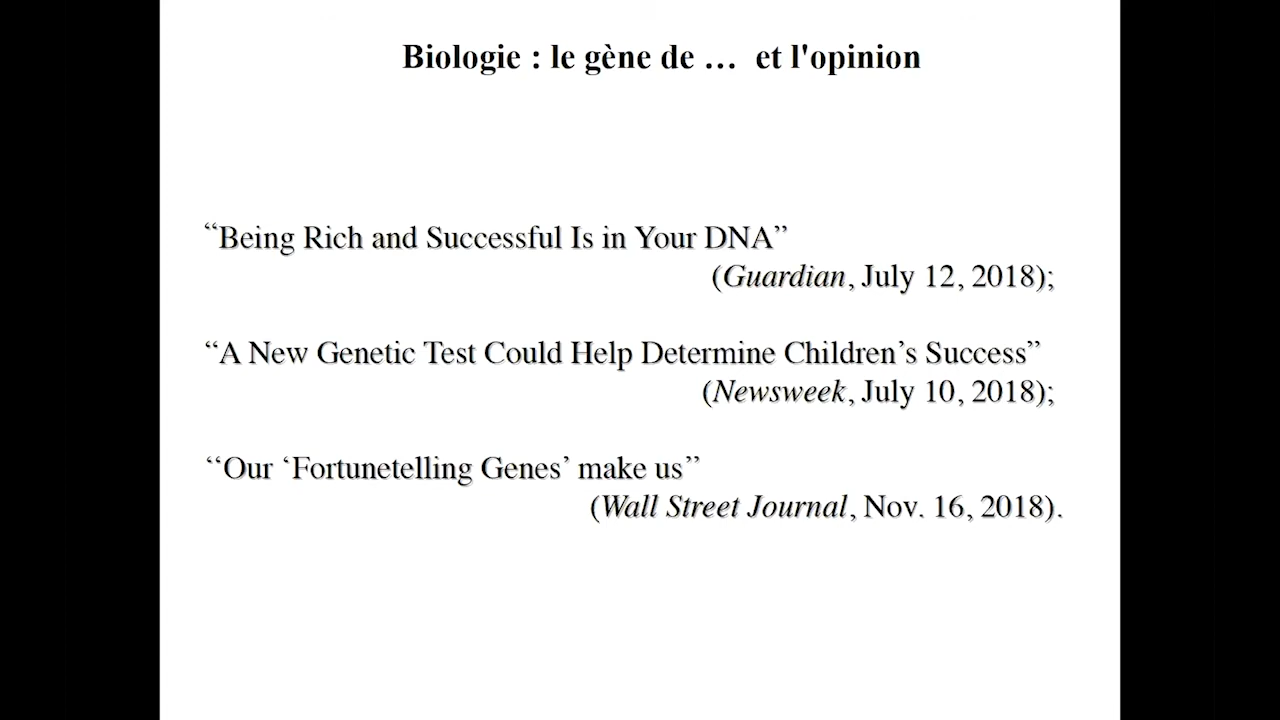 Biologie : le gène de … et l'opinion
“Being Rich and Successful Is in Your DNA”
(Guardian, July 12, 2018);
“A New Genetic Test Could Help Determine Children’s Success”
(Newsweek, July 10, 2018);
‘‘Our ‘Fortunetelling Genes’ make us’’
(Wall Street Journal, Nov. 16, 2018).